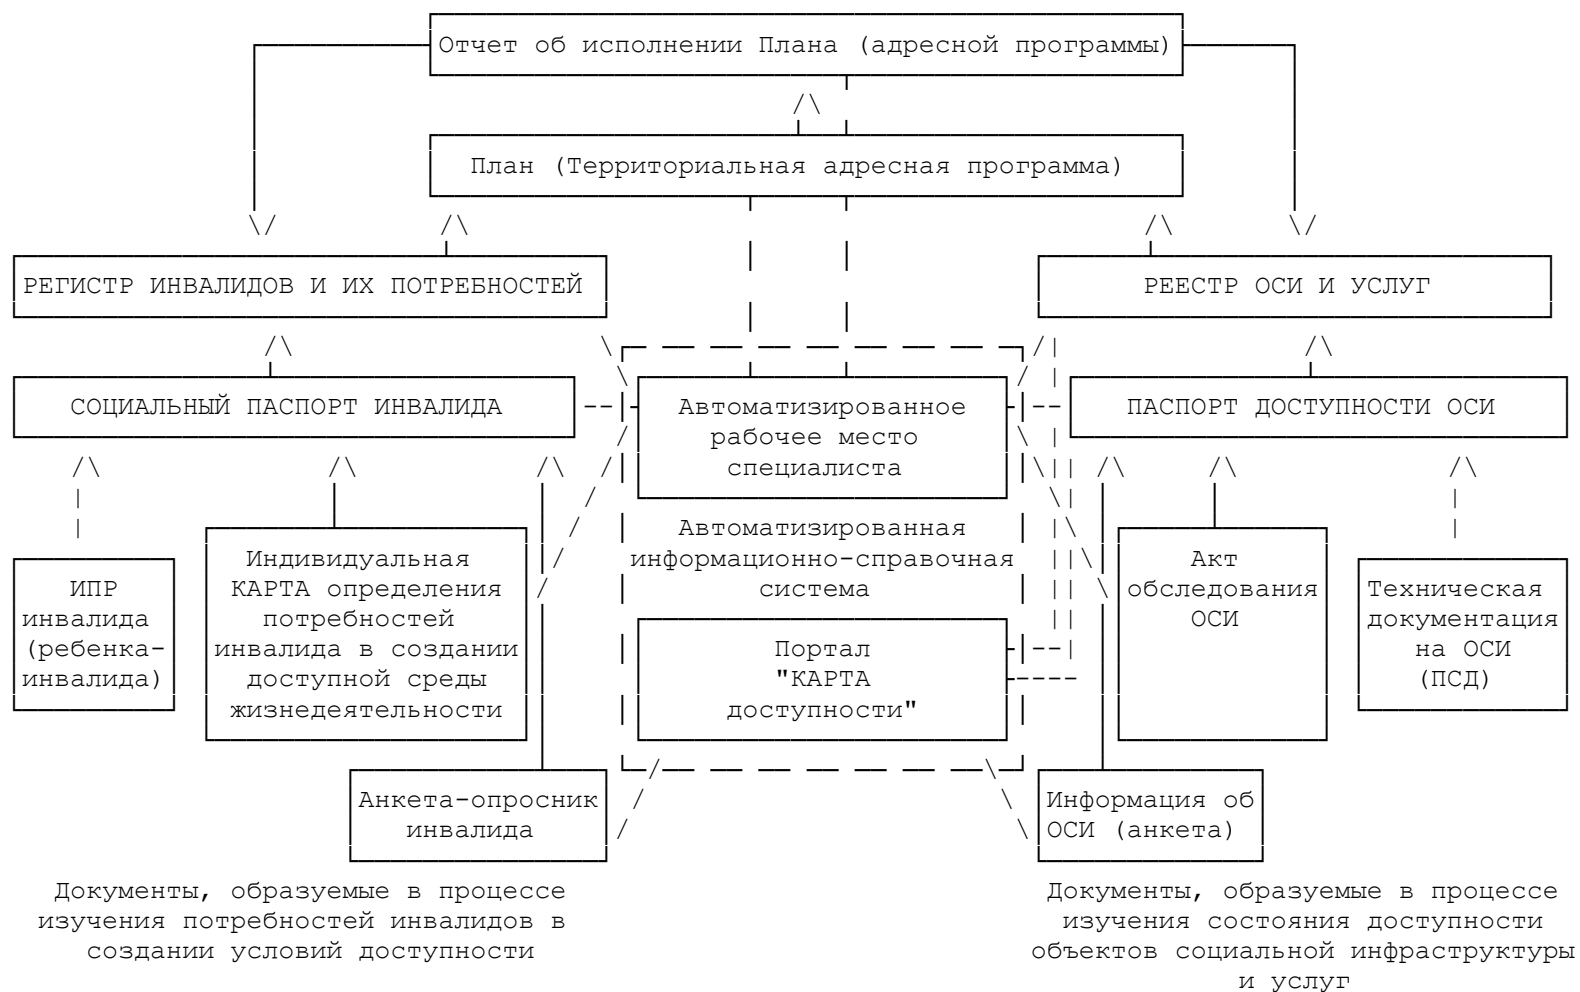 Отчет об исполнении Плана (адресной программы)
План (Территориальная адресная программа)
РЕГИСТР ИНВАЛИДОВ И ИХ ПОТРЕБНОСТЕЙ
РЕЕСТР ОСИ И УСЛУГ
СОЦИАЛЬНЫЙ ПАСПОРТ ИНВАЛИДА
Автоматизированное
рабочее место
специалиста
ПАСПОРТ ДОСТУПНОСТИ ОСИ
Автоматизированная
информационно-справочная
система
ИПР
инвалида
(ребенка-
инвалида)
Индивидуальная
КАРТА определения
потребностей
инвалида в создании
доступной среды
жизнедеятельности
Портал
"КАРТА
доступности"
Акт
обследования
ОСИ
Техническая
документация
на ОСИ
(ПСД)
Анкета-опросник
инвалида
Информация об
ОСИ (анкета)
Документы, образуемые в процессе
изучения потребностей инвалидов в
создании условий доступности
Документы, образуемые в процессе
изучения состояния доступности
объектов социальной инфраструктуры
и услуг